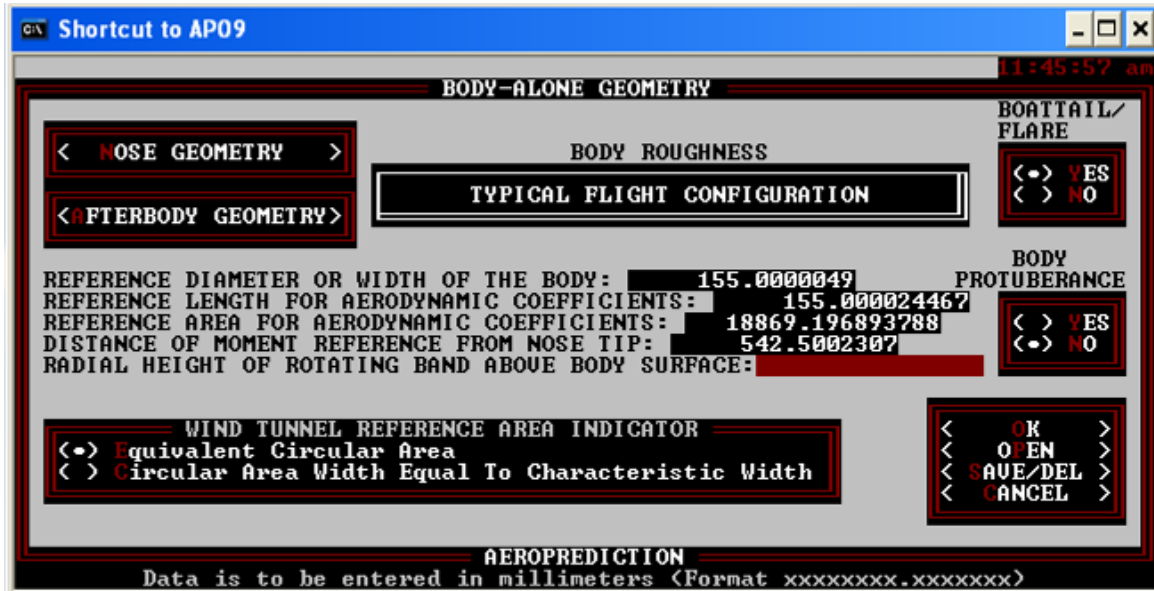 Shortcut to AP09
11:45:57 am
BODY-ALONE GEOMETRY
< NOSE GEOMETRY >
<AFTERBODY GEOMETRY>
BODY ROUGHNESS
TYPICAL FLIGHT CONFIGURATION
BOATTAIL/
FLARE
(•) YES
( ) NO
REFERENCE DIAMETER OR WIDTH OF THE BODY: 155.0000049
REFERENCE LENGTH FOR AERODYNAMIC COEFFICIENTS: 155.000024467
REFERENCE AREA FOR AERODYNAMIC COEFFICIENTS: 18869.196893788
DISTANCE OF MOMENT REFERENCE FROM NOSE TIP: 542.5002307
RADIAL HEIGHT OF ROTATING BAND ABOVE BODY SURFACE:
BODY
PROTUBERANCE
( ) YES
(•) NO
WIND TUNNEL REFERENCE AREA INDICATOR
(•) Equivalent Circular Area
( ) Circular Area Width Equal To Characteristic Width
< OK >
< OPEN >
< SAVE/DEL >
< CANCEL >
AEROPREDICTION
Data is to be entered in millimeters (Format xxxxxxxx.xxxxxxx)